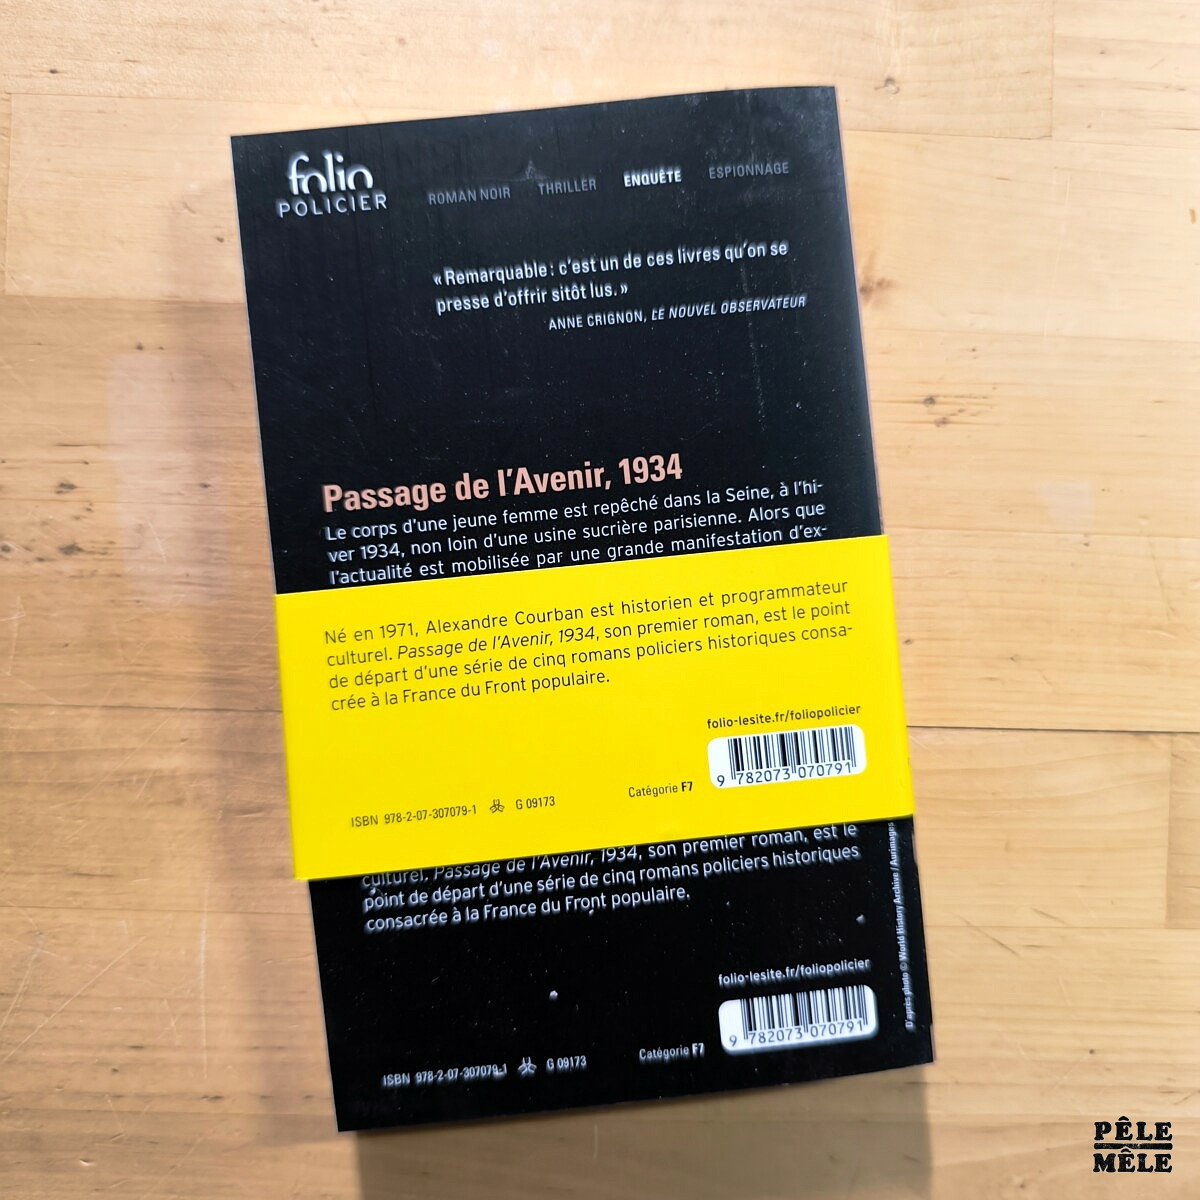 folio
POLICIER
ROMAN NOIR THRILLER ENQUÊTE ESPIONNAGE
« Remarquable : c'est un de ces livres qu'on se
presse d'offrir sitôt lus. »
ANNE CRIGNON, LE NOUVEL OBSERVATEUR
Passage de l'Avenir, 1934
Le corps d'une jeune femme est repêché dans la Seine, à l'hi-
ver 1934, non loin d'une usine sucrière parisienne. Alors que
l'actualité est mobilisée par une grande manifestation d'ex-
Né en 1971, Alexandre Courban est historien et programmateur
culturel. Passage de l'Avenir, 1934, son premier roman, est le point
de départ d'une série de cinq romans policiers historiques consa-
crée à la France du Front populaire.
folio-lesite.fr/foliopolicier
9 782073 070791
ISBN 978-2-07-307079-1 G 09173 Catégorie F7
culturel. Passage de l'Avenir, 1934, son premier roman, est le
point de départ d'une série de cinq romans policiers historiques
consacrée à la France du Front populaire.
D'après photo © World History Archive / Aurimages
folio-lesite.fr/foliopolicier
9 782073 070791
ISBN 978-2-07-307079-1 G 09173 Catégorie F7
PÊLE
MÊLE